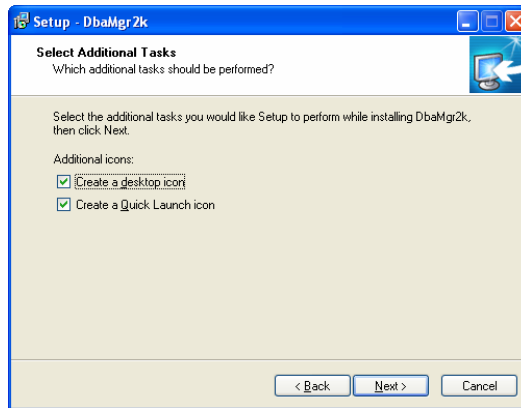 Setup - DbaMgr2k
Select Additional Tasks
Which additional tasks should be performed?
Select the additional tasks you would like Setup to perform while installing DbaMgr2k,
then click Next.
Additional icons:
Create a desktop icon
Create a Quick Launch icon
< Back
Next >
Cancel